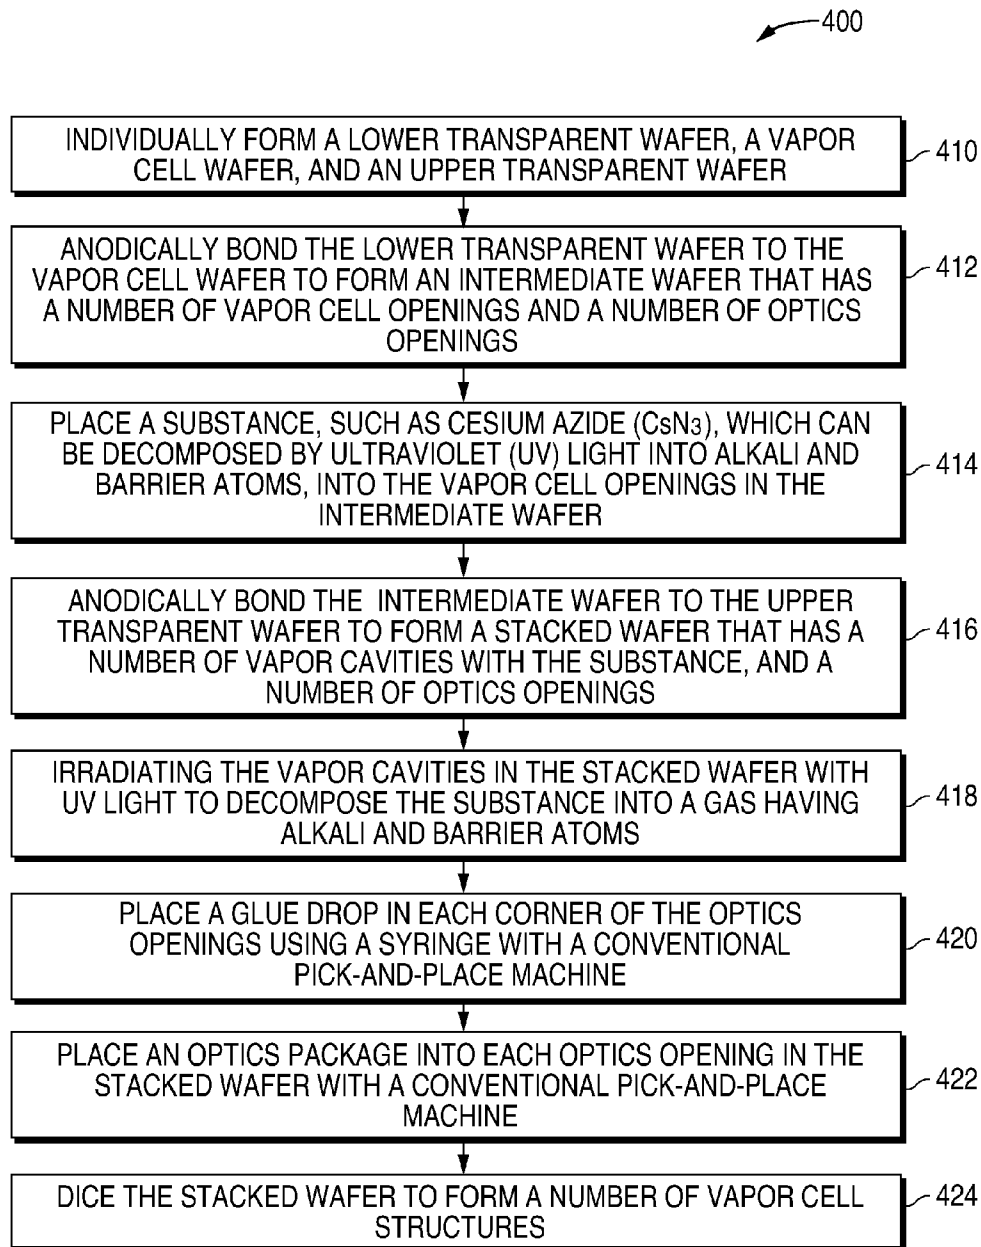 400
INDIVIDUALLY FORM A LOWER TRANSPARENT WAFER, A VAPOR
CELL WAFER, AND AN UPPER TRANSPARENT WAFER
410
ANODICALLY BOND THE LOWER TRANSPARENT WAFER TO THE
VAPOR CELL WAFER TO FORM AN INTERMEDIATE WAFER THAT HAS
A NUMBER OF VAPOR CELL OPENINGS AND A NUMBER OF OPTICS
OPENINGS
412
PLACE A SUBSTANCE, SUCH AS CESIUM AZIDE (CsN3), WHICH CAN
BE DECOMPOSED BY ULTRAVIOLET (UV) LIGHT INTO ALKALI AND
BARRIER ATOMS, INTO THE VAPOR CELL OPENINGS IN THE
INTERMEDIATE WAFER
414
ANODICALLY BOND THE INTERMEDIATE WAFER TO THE UPPER
TRANSPARENT WAFER TO FORM A STACKED WAFER THAT HAS A
NUMBER OF VAPOR CAVITIES WITH THE SUBSTANCE, AND A
NUMBER OF OPTICS OPENINGS
416
IRRADIATING THE VAPOR CAVITIES IN THE STACKED WAFER WITH
UV LIGHT TO DECOMPOSE THE SUBSTANCE INTO A GAS HAVING
ALKALI AND BARRIER ATOMS
418
PLACE A GLUE DROP IN EACH CORNER OF THE OPTICS
OPENINGS USING A SYRINGE WITH A CONVENTIONAL
PICK-AND-PLACE MACHINE
420
PLACE AN OPTICS PACKAGE INTO EACH OPTICS OPENING IN THE
STACKED WAFER WITH A CONVENTIONAL PICK-AND-PLACE
MACHINE
422
DICE THE STACKED WAFER TO FORM A NUMBER OF VAPOR CELL
STRUCTURES
424